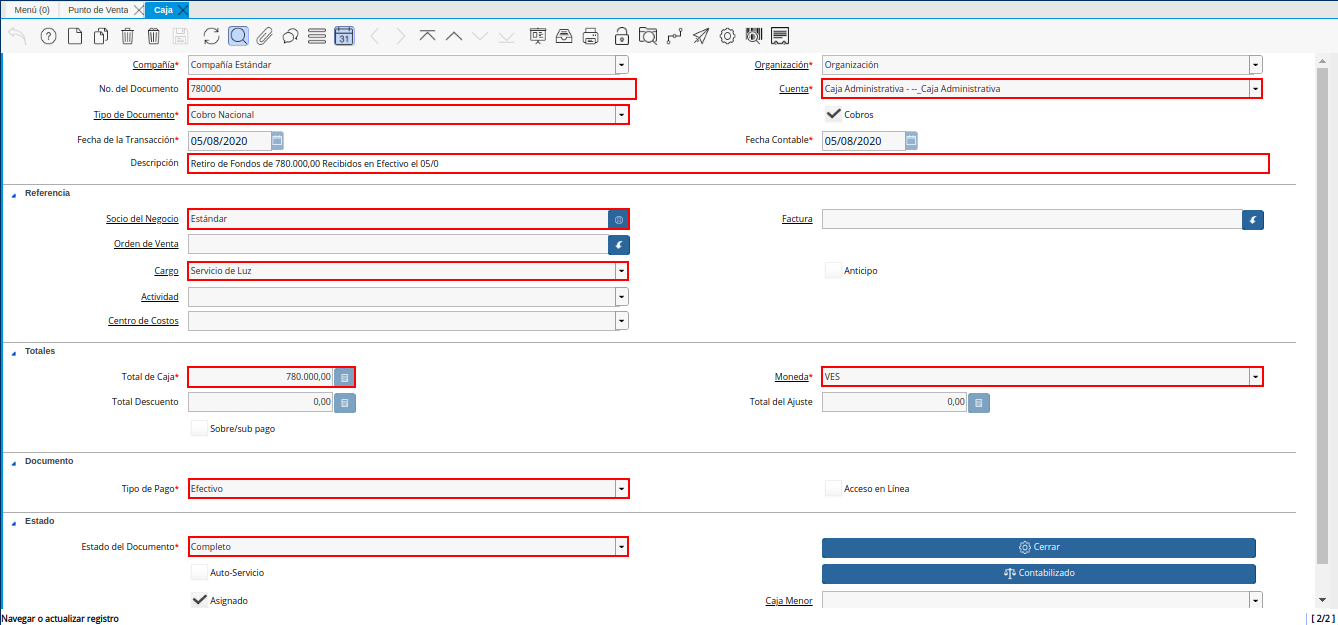 Menú (0) Punto de Venta Caja
31
Compañía* Compañía Estándar Organización* Organización
No. del Documento 780000 Cuenta* Caja Administrativa - --_Caja Administrativa
Tipo de Documento* Cobro Nacional Cobros
Fecha de la Transacción* 05/08/2020 Fecha Contable* 05/08/2020
Descripción Retiro de Fondos de 780.000,00 Recibidos en Efectivo el 05/0
Referencia
Socio del Negocio Estándar Factura
Orden de Venta
Cargo Servicio de Luz Anticipo
Actividad
Centro de Costos
Totales
Total de Caja* 780.000,00 Moneda* VES
Total Descuento 0,00 Total del Ajuste 0,00
Sobre/sub pago
Documento
Tipo de Pago* Efectivo Acceso en Línea
Estado
Estado del Documento* Completo Cerrar
Auto-Servicio Contabilizado
Asignado Caja Menor
Navegar o actualizar registro [ 2/2 ]